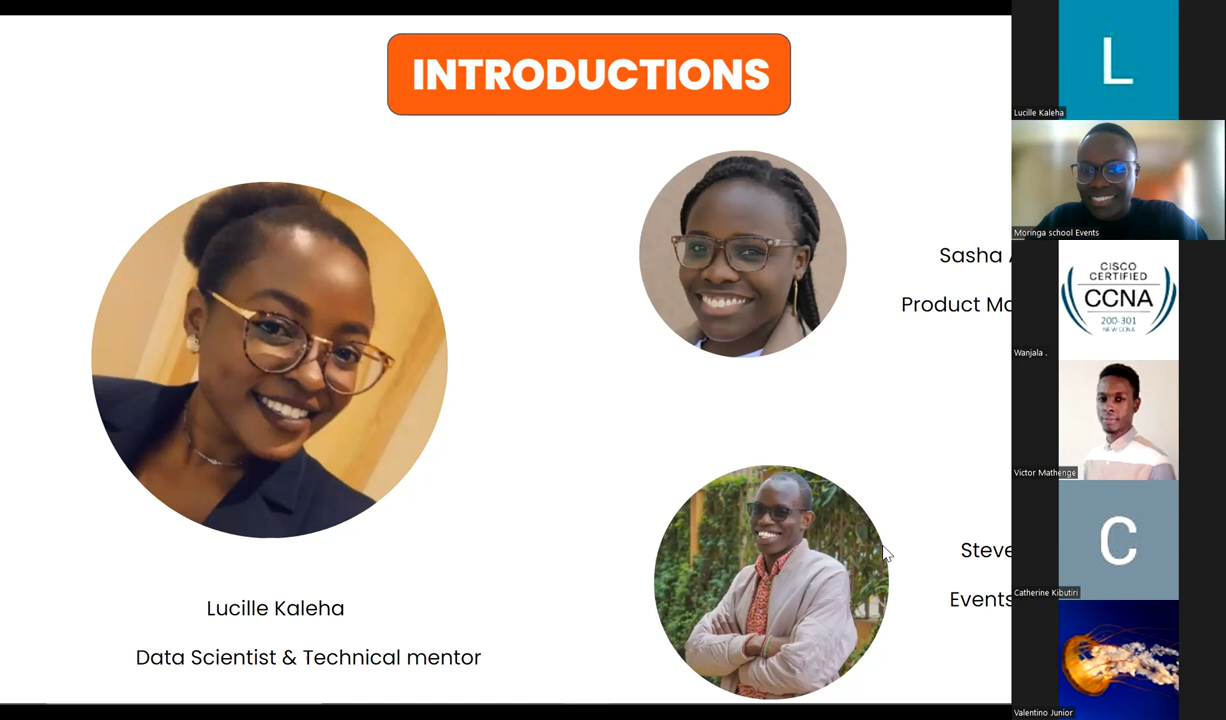 INTRODUCTIONS
Lucille Kaleha
Data Scientist & Technical mentor
Sasha
Product
Steve
Events
L
Lucille Kaleha
Moringa school Events
CISCO
CERTIFIED
CCNA
200-301
NEW CCNA
Wanjala .
Victor Mathenge
C
Catherine Kibutiri
Valentino Junior